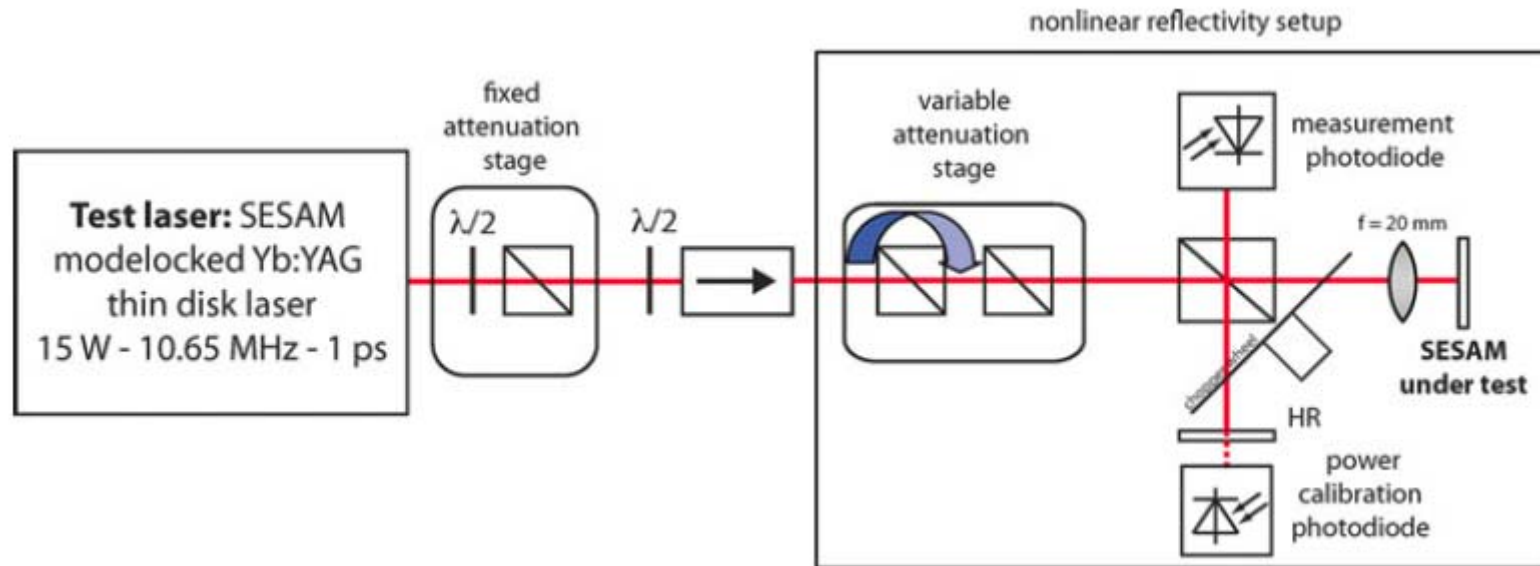 nonlinear reflectivity setup
fixed
attenuation
stage
variable
attenuation
stage
measurement
photodiode
Test laser: SESAM
modelocked Yb:YAG
thin disk laser
15 W - 10.65 MHz - 1 ps
λ/2
λ/2
f = 20 mm
chopper wheel
SESAM
under test
HR
power
calibration
photodiode